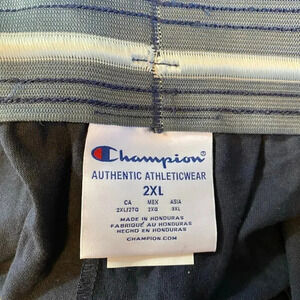 Champion®
AUTHENTIC ATHLETICWEAR
2XL
CA MEX ASIA
2XL/2TG 2XG 3XL
MADE IN HONDURAS
FABRIQUÉ AU HONDURAS
HECHO EN HONDURAS
CHAMPION.COM